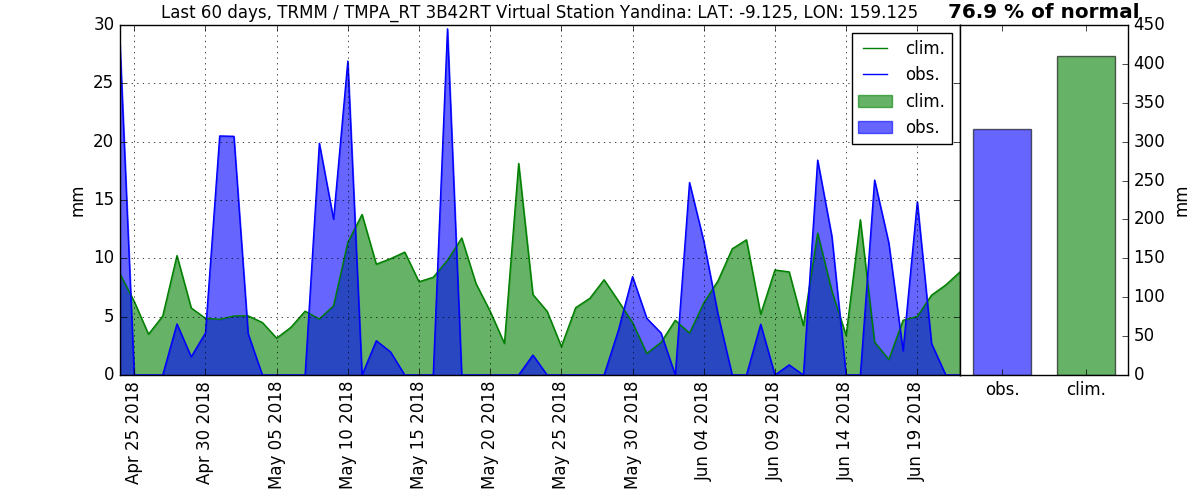 Last 60 days, TRMM / TMPA_RT 3B42RT Virtual Station Yandina: LAT: -9.125, LON: 159.125
76.9 % of normal
30
25
20
15
10
5
0
mm
clim.
obs.
clim.
obs.
450
400
350
300
250
200
150
100
50
0
mm
Apr 25 2018
Apr 30 2018
May 05 2018
May 10 2018
May 15 2018
May 20 2018
May 25 2018
May 30 2018
Jun 04 2018
Jun 09 2018
Jun 14 2018
Jun 19 2018
obs.
clim.